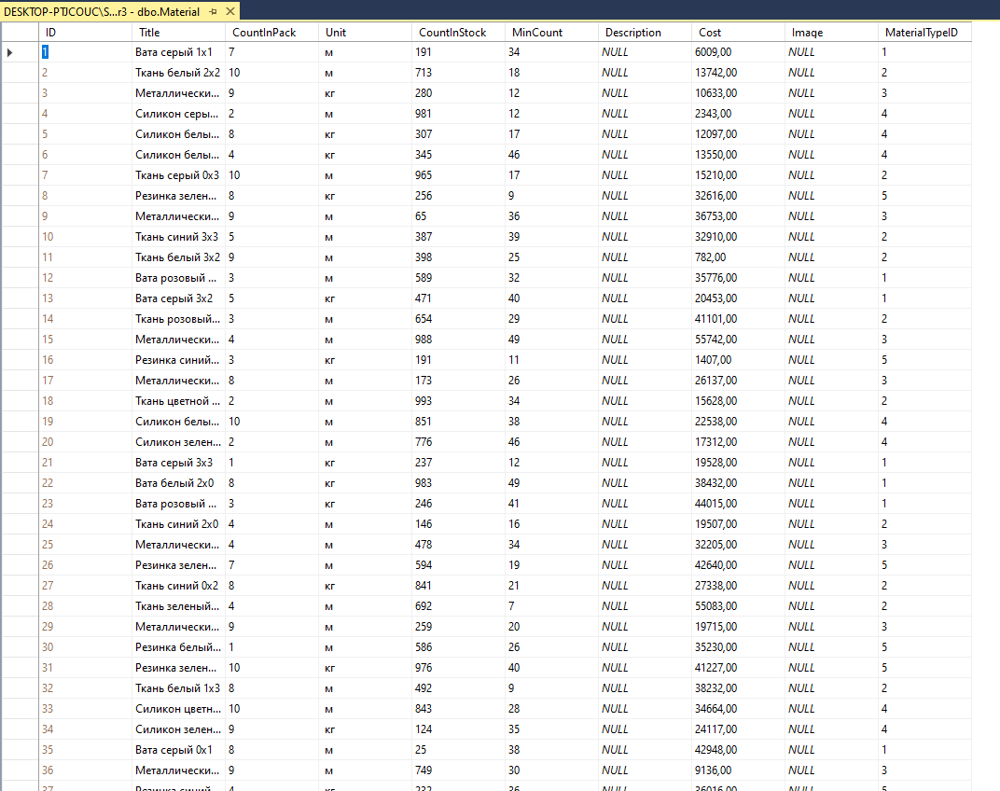 DESKTOP-PTJCOUC\S...r3 - dbo.Material
ID Title CountInPack Unit CountInStock MinCount Description Cost Image MaterialTypeID
1 Вата серый 1x1 7 м 191 34 NULL 6009,00 NULL 1
2 Ткань белый 2x2 10 м 713 18 NULL 13742,00 NULL 2
3 Металлически... 9 кг 280 12 NULL 10633,00 NULL 3
4 Силикон серы... 2 м 981 12 NULL 2343,00 NULL 4
5 Силикон белы... 8 кг 307 17 NULL 12097,00 NULL 4
6 Силикон белы... 4 кг 345 46 NULL 13550,00 NULL 4
7 Ткань серый 0x3 10 м 965 17 NULL 15210,00 NULL 2
8 Резинка зелен... 8 кг 256 9 NULL 32616,00 NULL 5
9 Металлически... 9 м 65 36 NULL 36753,00 NULL 3
10 Ткань синий 3x3 5 м 387 39 NULL 32910,00 NULL 2
11 Ткань белый 3x2 9 м 398 25 NULL 782,00 NULL 2
12 Вата розовый ... 3 м 589 32 NULL 35776,00 NULL 1
13 Вата серый 3x2 5 кг 471 40 NULL 20453,00 NULL 1
14 Ткань розовый... 3 м 654 29 NULL 41101,00 NULL 2
15 Металлически... 4 м 988 49 NULL 55742,00 NULL 3
16 Резинка синий... 3 кг 191 11 NULL 1407,00 NULL 5
17 Металлически... 8 м 173 26 NULL 26137,00 NULL 3
18 Ткань цветной ... 2 м 993 34 NULL 15628,00 NULL 2
19 Силикон белы... 10 м 851 38 NULL 22538,00 NULL 4
20 Силикон зелен... 2 м 776 46 NULL 17312,00 NULL 4
21 Вата серый 3x3 1 кг 237 12 NULL 19528,00 NULL 1
22 Вата белый 2x0 8 кг 983 49 NULL 38432,00 NULL 1
23 Вата розовый ... 3 кг 246 41 NULL 44015,00 NULL 1
24 Ткань синий 2x0 4 м 146 16 NULL 19507,00 NULL 2
25 Металлически... 4 м 478 34 NULL 32205,00 NULL 3
26 Резинка зелен... 7 м 594 19 NULL 42640,00 NULL 5
27 Ткань синий 0x2 8 кг 841 21 NULL 27338,00 NULL 2
28 Ткань зеленый... 4 м 692 7 NULL 55083,00 NULL 2
29 Металлически... 9 м 259 20 NULL 19715,00 NULL 3
30 Резинка белый... 1 м 586 26 NULL 35230,00 NULL 5
31 Резинка зелен... 10 кг 976 40 NULL 41227,00 NULL 5
32 Ткань белый 1x3 8 м 492 9 NULL 38232,00 NULL 2
33 Силикон цветн... 10 м 843 28 NULL 34664,00 NULL 4
34 Силикон зелен... 9 кг 124 35 NULL 24117,00 NULL 4
35 Вата серый 0x1 8 м 25 38 NULL 42948,00 NULL 1
36 Металлически... 9 м 749 30 NULL 9136,00 NULL 3
37 Резинка синий... 4 кг 232 36 NULL 36016,00 NULL 5